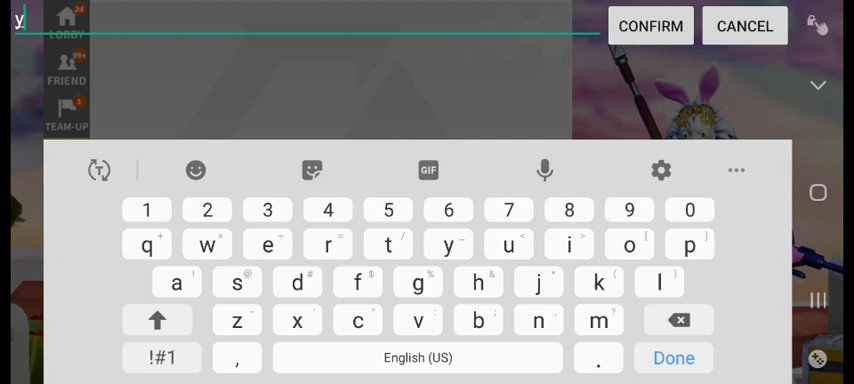 y
CONFIRM
CANCEL
24
LOBBY
99+
FRIEND
1
TEAM-UP
T
GIF
1 2 3 4 5 6 7 8 9 0
q + w × e ÷ r = t / y _ u < i > o [ p ]
a ! s @ d # f $ g % h & j * k ( l )
z - x ' c " v : b ; n , m ?
!#1 , English (US) . Done